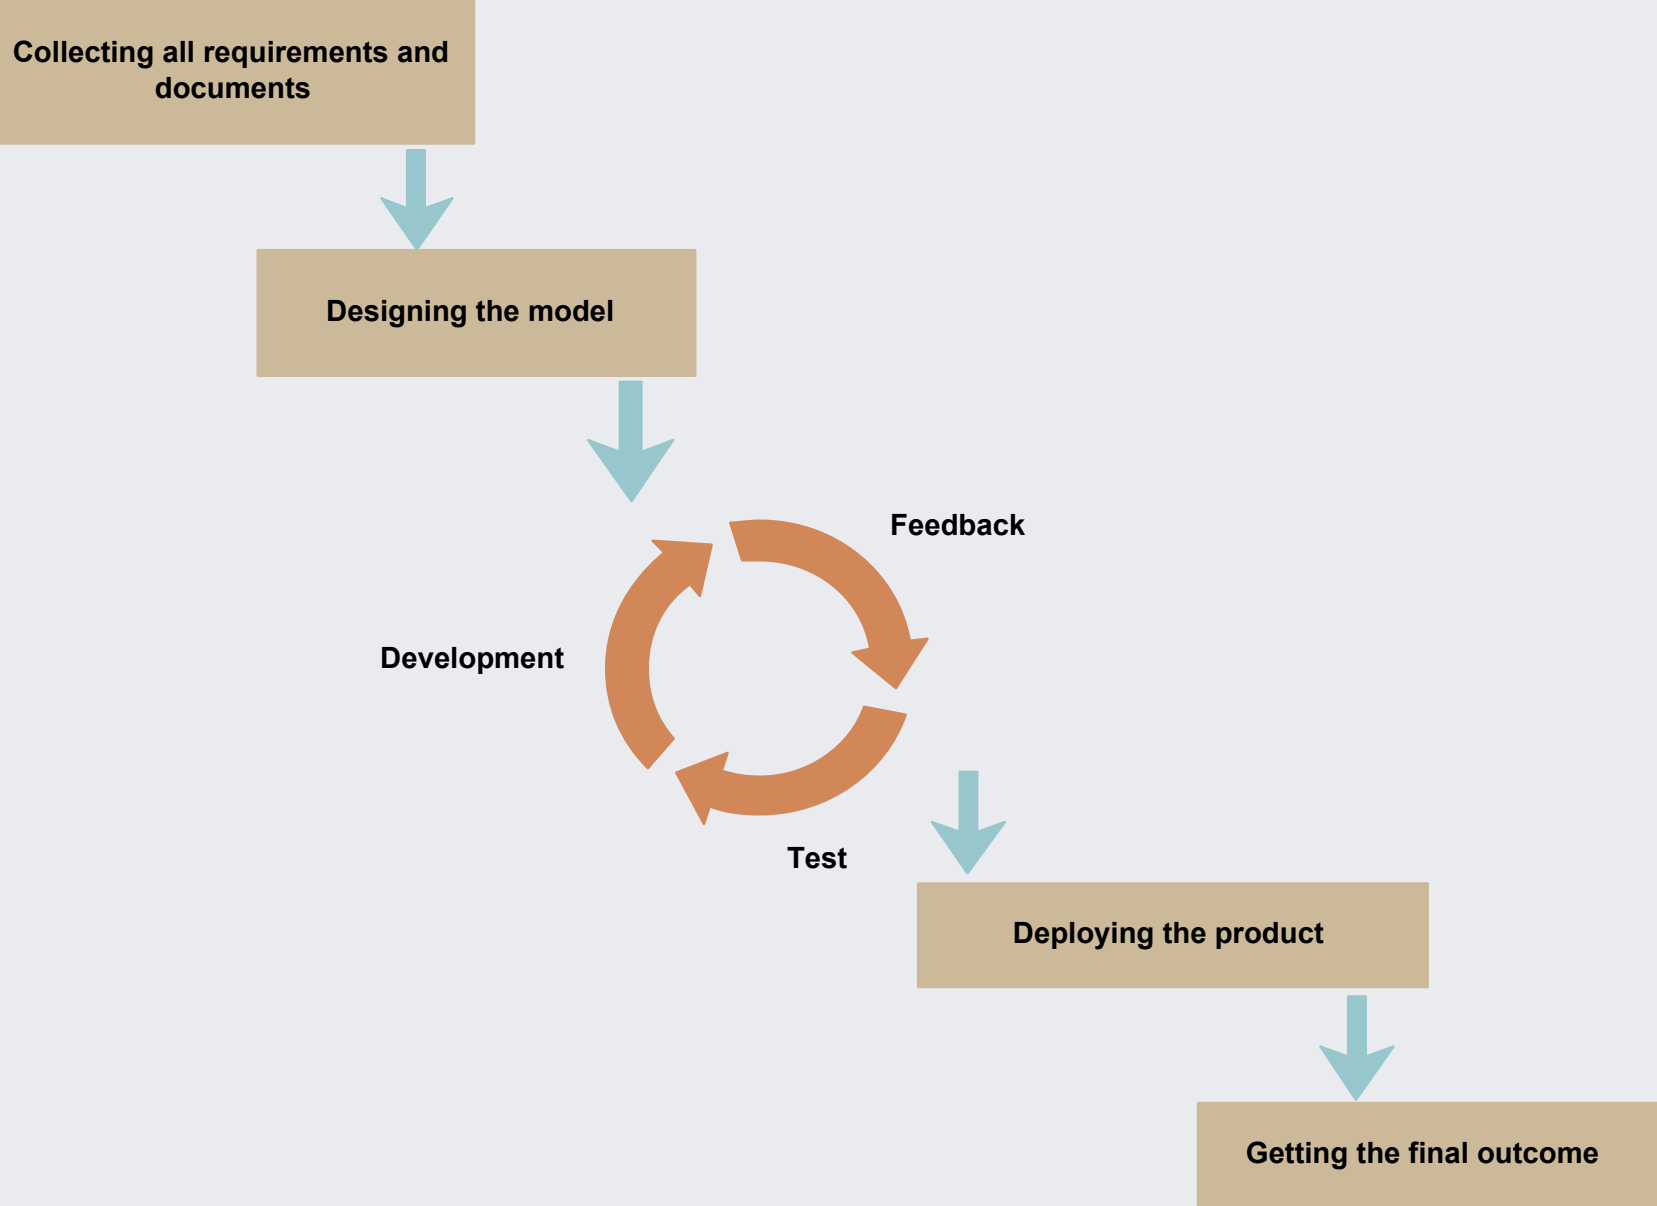 Collecting all requirements and
documents
Designing the model
Feedback
Development
Test
Deploying the product
Getting the final outcome